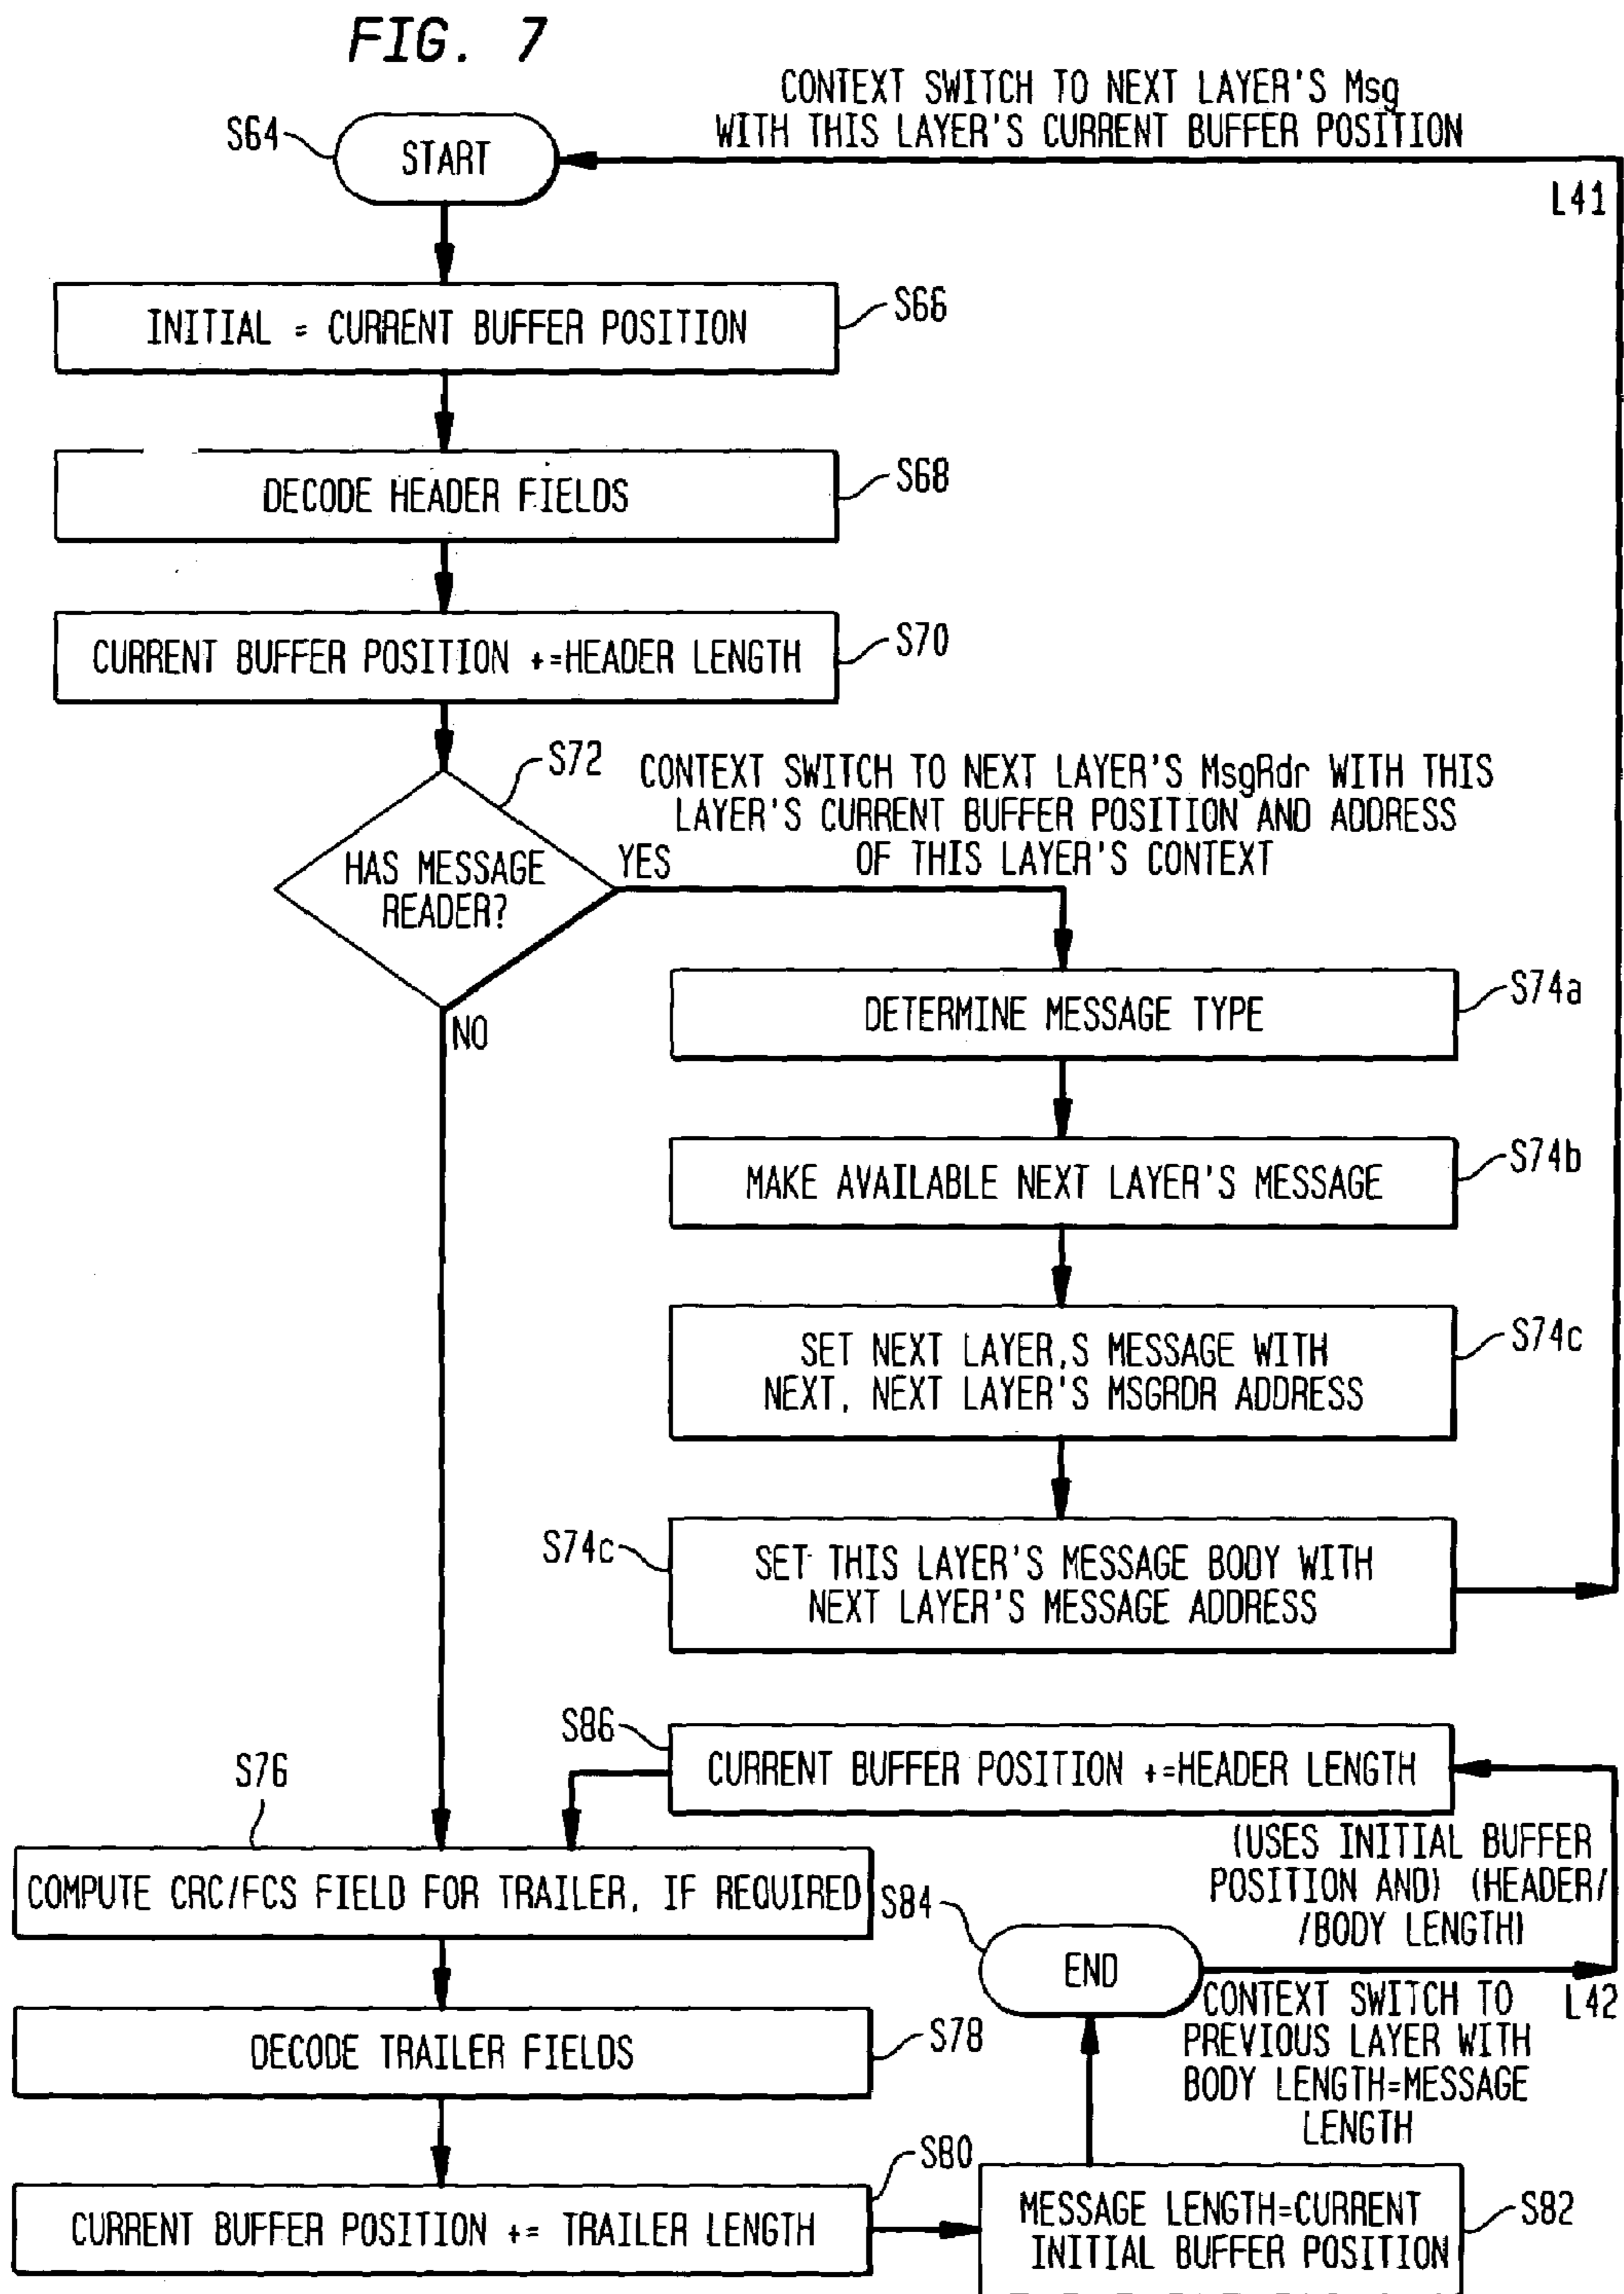 FIG. 7
CONTEXT SWITCH TO NEXT LAYER'S Msg
WITH THIS LAYER'S CURRENT BUFFER POSITION
S64
START
L41
INITIAL = CURRENT BUFFER POSITION
S66
DECODE HEADER FIELDS
S68
CURRENT BUFFER POSITION +=HEADER LENGTH
S70
S72
HAS MESSAGE
READER?
YES
NO
CONTEXT SWITCH TO NEXT LAYER'S MsgRdr WITH THIS
LAYER'S CURRENT BUFFER POSITION AND ADDRESS
OF THIS LAYER'S CONTEXT
DETERMINE MESSAGE TYPE
S74a
MAKE AVAILABLE NEXT LAYER'S MESSAGE
S74b
SET NEXT LAYER,S MESSAGE WITH
NEXT, NEXT LAYER'S MSGRDR ADDRESS
S74c
S74c
SET THIS LAYER'S MESSAGE BODY WITH
NEXT LAYER'S MESSAGE ADDRESS
S86
CURRENT BUFFER POSITION +=HEADER LENGTH
S76
COMPUTE CRC/FCS FIELD FOR TRAILER, IF REQUIRED
(USES INITIAL BUFFER
POSITION AND) (HEADER/
/BODY LENGTH)
S84
END
L42
CONTEXT SWITCH TO
PREVIOUS LAYER WITH
BODY LENGTH=MESSAGE
LENGTH
DECODE TRAILER FIELDS
S78
CURRENT BUFFER POSITION += TRAILER LENGTH
S80
MESSAGE LENGTH=CURRENT
INITIAL BUFFER POSITION
S82